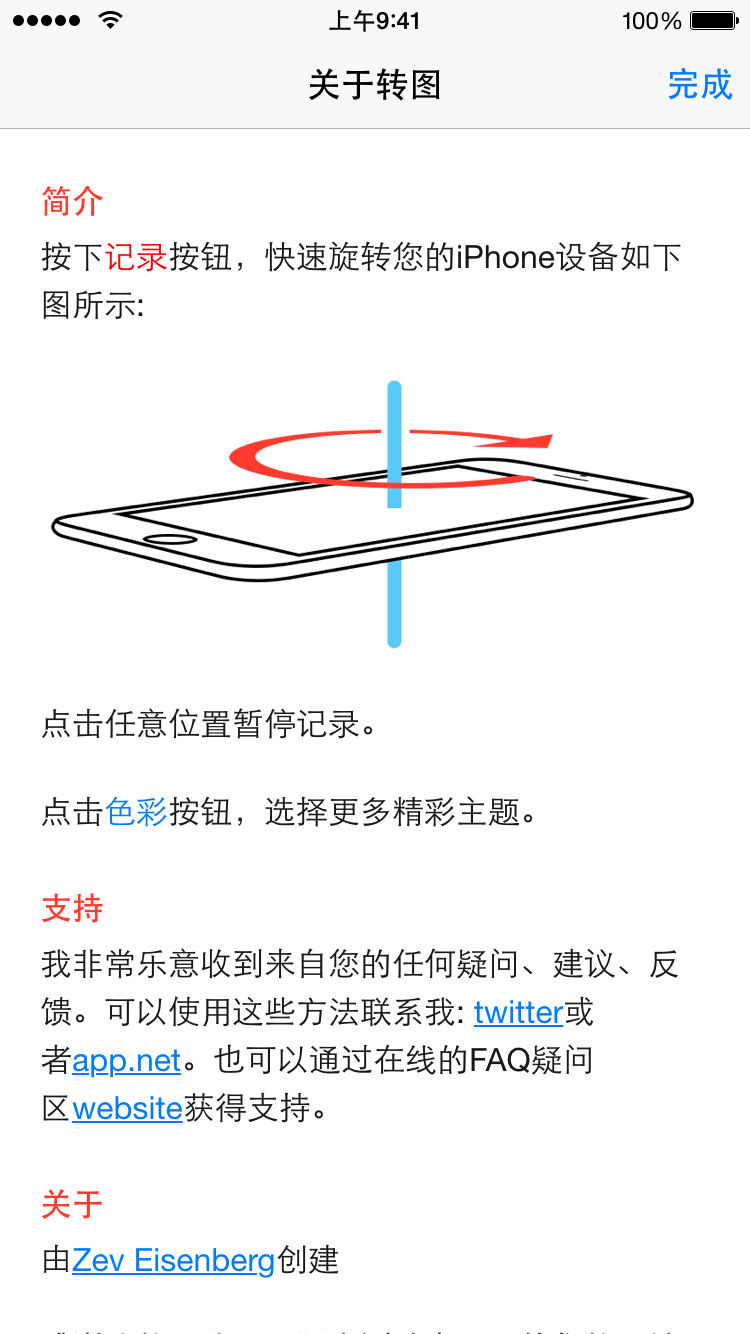 上午9:41 100%
关于转图 完成
简介
按下记录按钮，快速旋转您的iPhone设备如下
图所示:
点击任意位置暂停记录。
点击色彩按钮，选择更多精彩主题。
支持
我非常乐意收到来自您的任何疑问、建议、反
馈。可以使用这些方法联系我: twitter或
者app.net。也可以通过在线的FAQ疑问
区website获得支持。
关于
由Zev Eisenberg创建